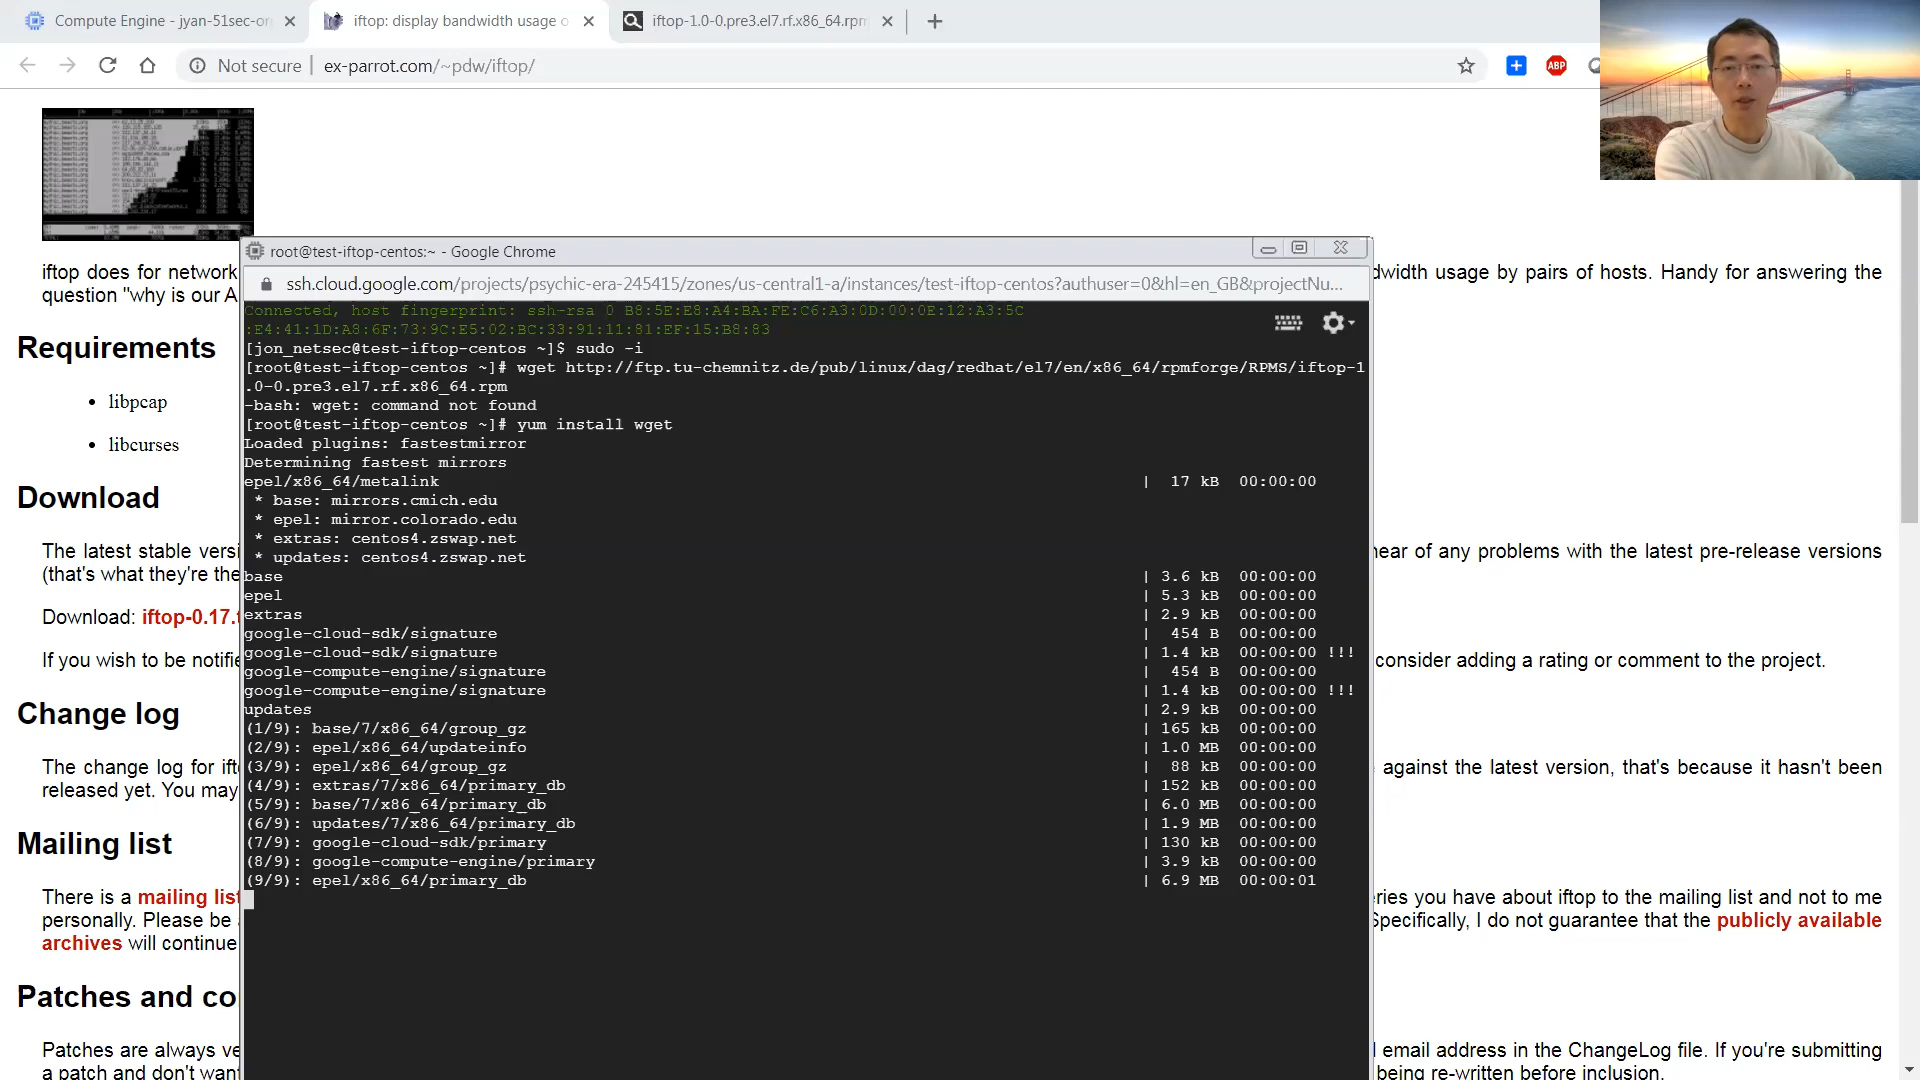 Compute Engine - jyan-51sec-or
iftop: display bandwidth usage o
iftop-1.0-0.pre3.el7.rf.x86_64.rpm
Not secure
ex-parrot.com/~pdw/iftop/
ABP
iftop does for network
dwidth usage by pairs of hosts. Handy for answering the
question "why is our A
Requirements
• libpcap
• libcurses
Download
The latest stable versi
hear of any problems with the latest pre-release versions
(that's what they're the
Download: iftop-0.17.t
If you wish to be notifie
consider adding a rating or comment to the project.
Change log
The change log for ift
against the latest version, that's because it hasn't been
released yet. You may
Mailing list
There is a mailing list
ries you have about iftop to the mailing list and not to me
personally. Please be
Specifically, I do not guarantee that the publicly available
archives will continue
Patches and co
Patches are always ve
email address in the ChangeLog file. If you're submitting
a patch and don't want
being re-written before inclusion.
root@test-iftop-centos:~ - Google Chrome
ssh.cloud.google.com/projects/psychic-era-245415/zones/us-central1-a/instances/test-iftop-centos?authuser=0&hl=en_GB&projectNu...
Connected, host fingerprint: ssh-rsa 0 B8:5E:E8:A4:BA:FE:C6:A3:0D:00:0E:12:A3:5C
:E4:41:1D:A8:6F:73:9C:E5:02:BC:33:91:11:81:EF:15:B8:83
[jon_netsec@test-iftop-centos ~]$ sudo -i
[root@test-iftop-centos ~]# wget http://ftp.tu-chemnitz.de/pub/linux/dag/redhat/el7/en/x86_64/rpmforge/RPMS/iftop-1
.0-0.pre3.el7.rf.x86_64.rpm
-bash: wget: command not found
[root@test-iftop-centos ~]# yum install wget
Loaded plugins: fastestmirror
Determining fastest mirrors
epel/x86_64/metalink | 17 kB 00:00:00
* base: mirrors.cmich.edu
* epel: mirror.colorado.edu
* extras: centos4.zswap.net
* updates: centos4.zswap.net
base | 3.6 kB 00:00:00
epel | 5.3 kB 00:00:00
extras | 2.9 kB 00:00:00
google-cloud-sdk/signature | 454 B 00:00:00
google-cloud-sdk/signature | 1.4 kB 00:00:00 !!!
google-compute-engine/signature | 454 B 00:00:00
google-compute-engine/signature | 1.4 kB 00:00:00 !!!
updates | 2.9 kB 00:00:00
(1/9): base/7/x86_64/group_gz | 165 kB 00:00:00
(2/9): epel/x86_64/updateinfo | 1.0 MB 00:00:00
(3/9): epel/x86_64/group_gz | 88 kB 00:00:00
(4/9): extras/7/x86_64/primary_db | 152 kB 00:00:00
(5/9): base/7/x86_64/primary_db | 6.0 MB 00:00:00
(6/9): updates/7/x86_64/primary_db | 1.9 MB 00:00:00
(7/9): google-cloud-sdk/primary | 130 kB 00:00:00
(8/9): google-compute-engine/primary | 3.9 kB 00:00:00
(9/9): epel/x86_64/primary_db | 6.9 MB 00:00:01